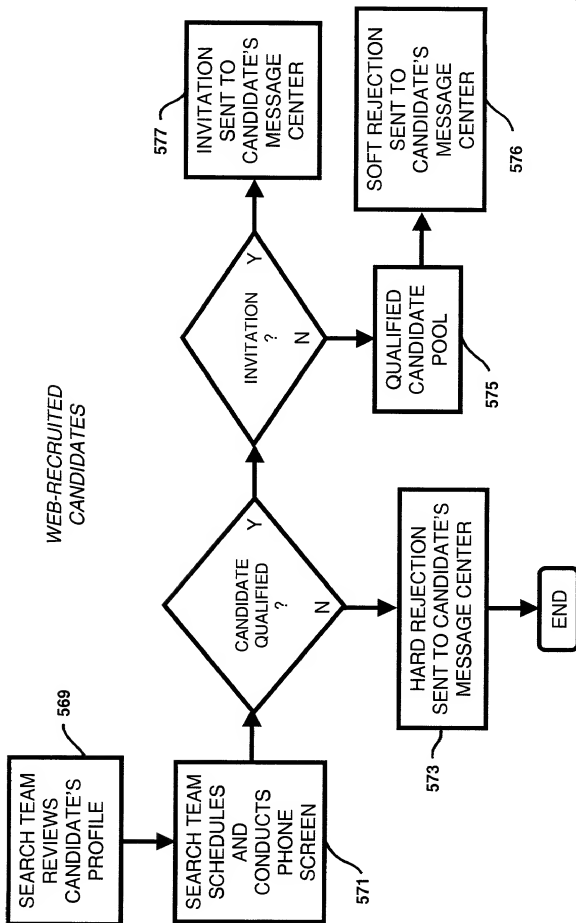 WEB-RECRUITED
CANDIDATES
569
SEARCH TEAM
REVIEWS
CANDIDATE'S
PROFILE
SEARCH TEAM
SCHEDULES
AND
CONDUCTS
PHONE
SCREEN
571
CANDIDATE
QUALIFIED
?
Y
N
HARD REJECTION
SENT TO CANDIDATE'S
MESSAGE CENTER
573
END
INVITATION
?
Y
N
QUALIFIED
CANDIDATE
POOL
575
577
INVITATION
SENT TO
CANDIDATE'S
MESSAGE
CENTER
SOFT REJECTION
SENT TO
CANDIDATE'S
MESSAGE
CENTER
576